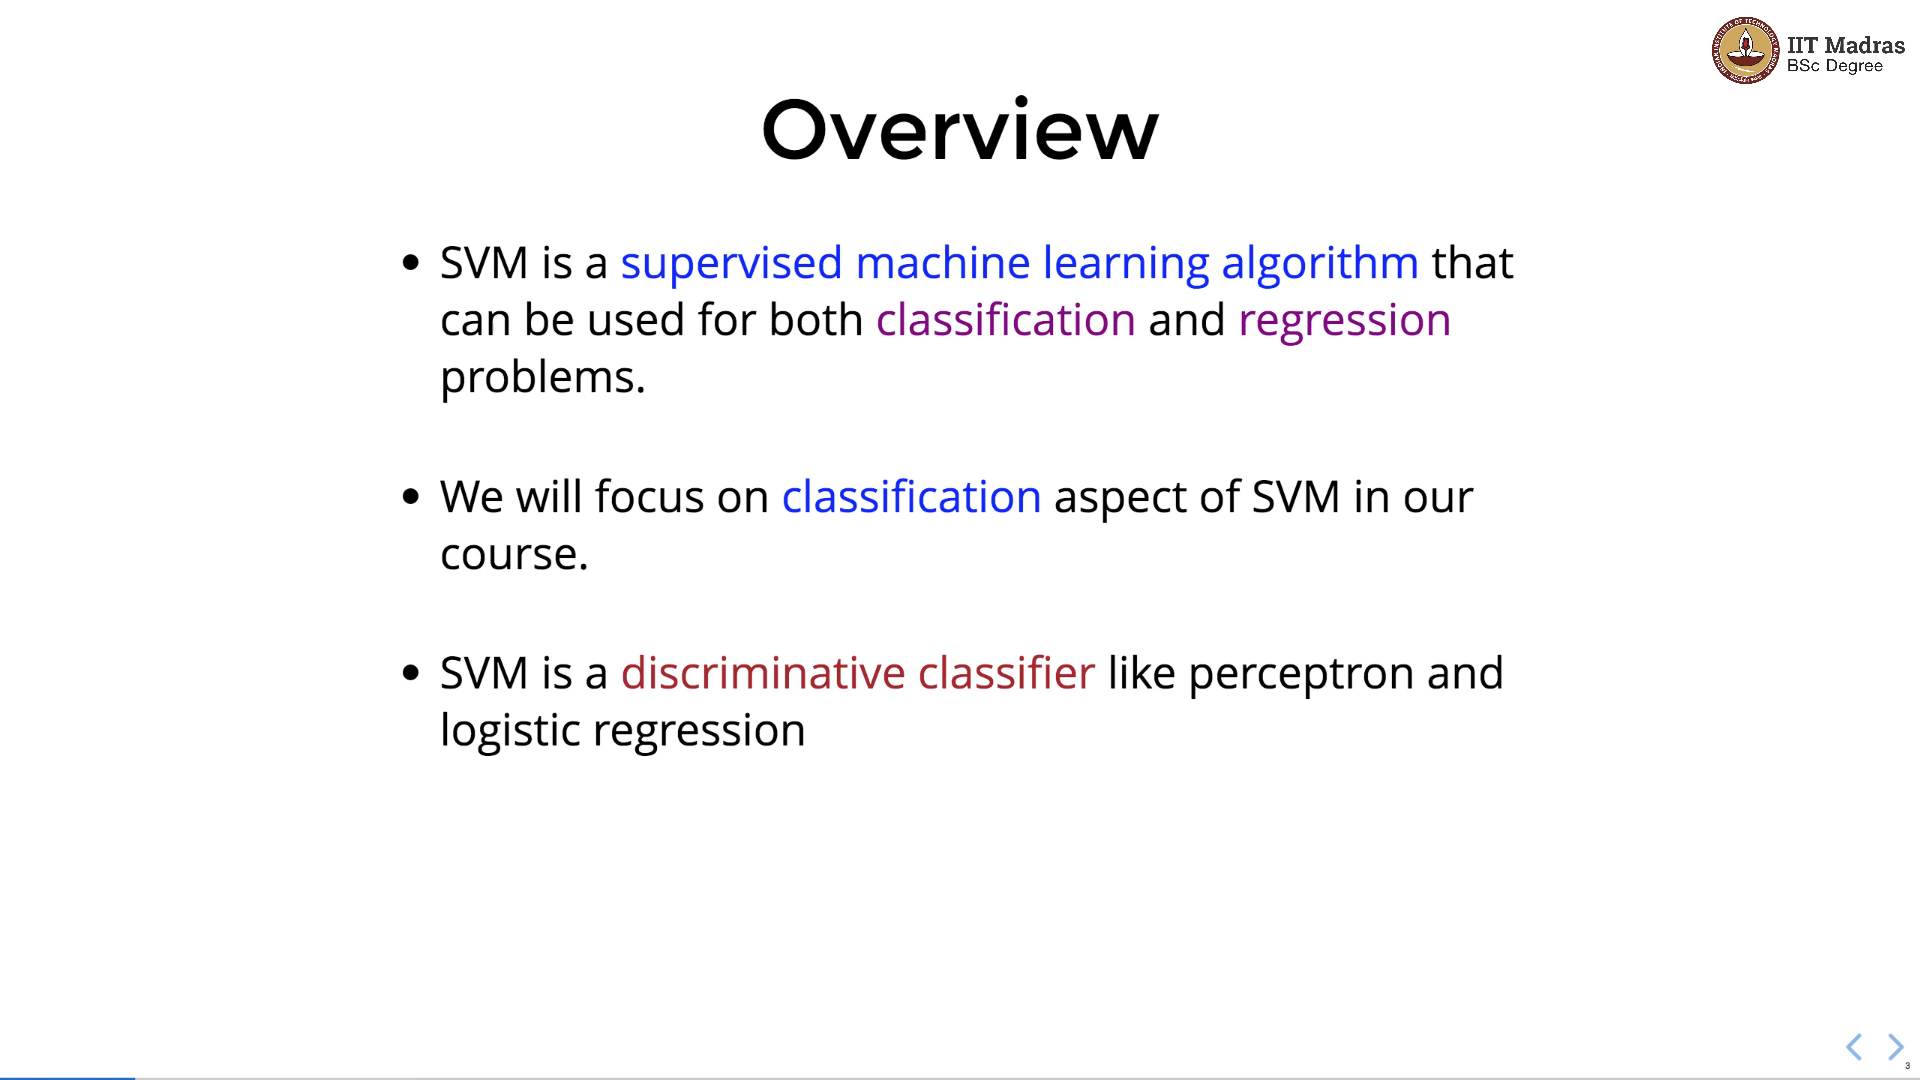 IIT Madras
BSc Degree
Overview
• SVM is a supervised machine learning algorithm that
can be used for both classification and regression
problems.
• We will focus on classification aspect of SVM in our
course.
• SVM is a discriminative classifier like perceptron and
logistic regression
3